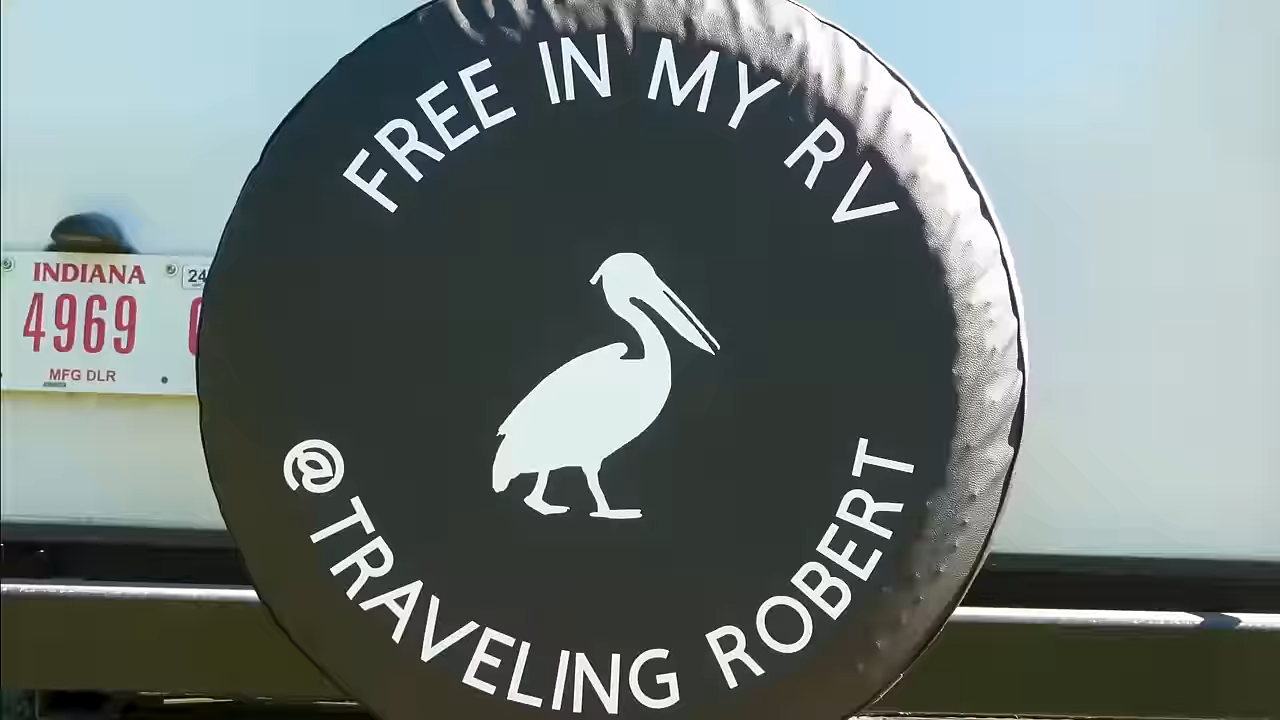 FREE IN MY RV
INDIANA
24
4969
MFG DLR
@TRAVELING ROBERT